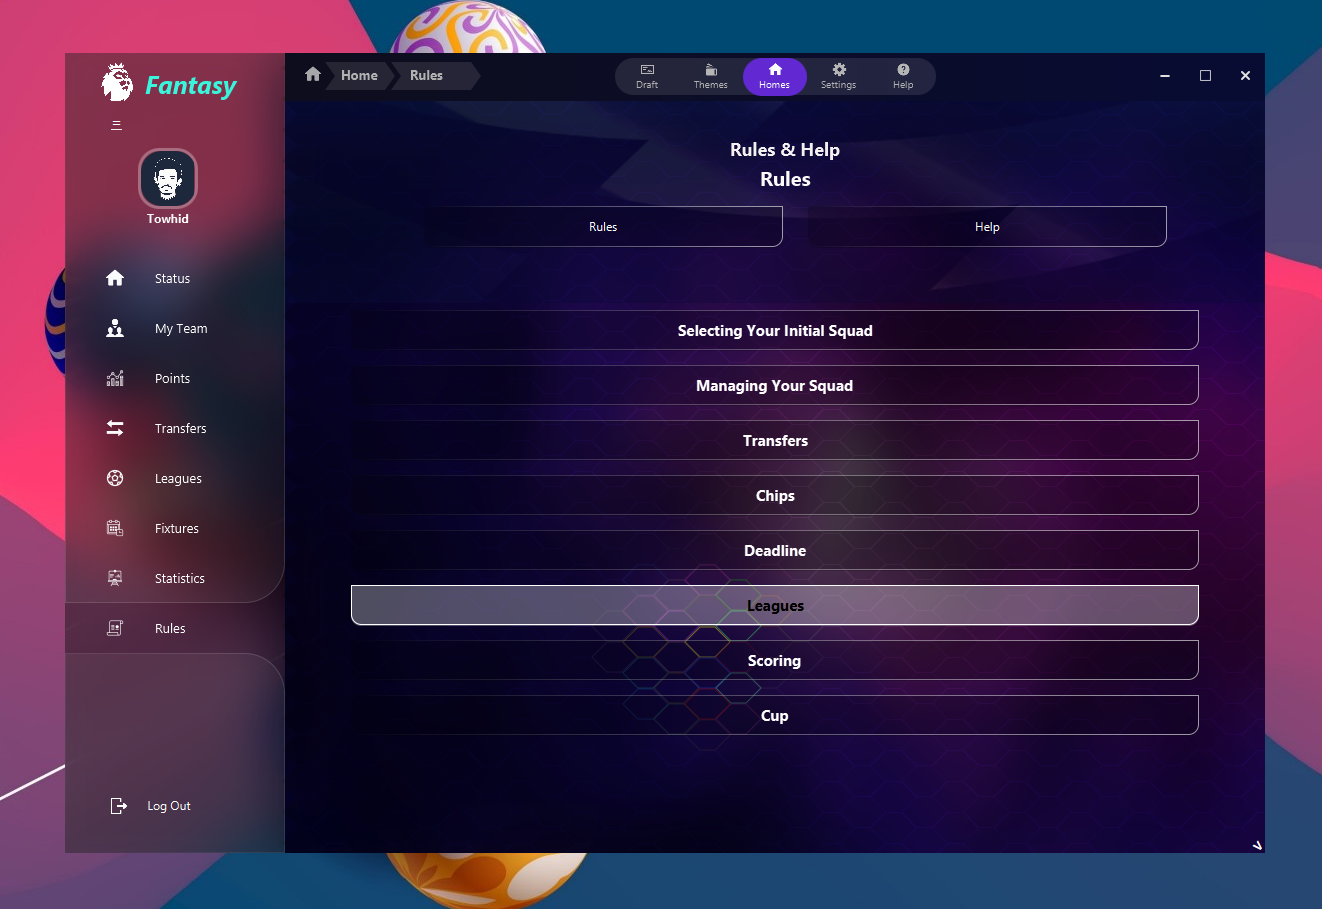 Fantasy
Home
Rules
Draft
Themes
Homes
Settings
Help
Towhid
Status
My Team
Points
Transfers
Leagues
Fixtures
Statistics
Rules
Log Out
Rules & Help
Rules
Rules
Help
Selecting Your Initial Squad
Managing Your Squad
Transfers
Chips
Deadline
Leagues
Scoring
Cup